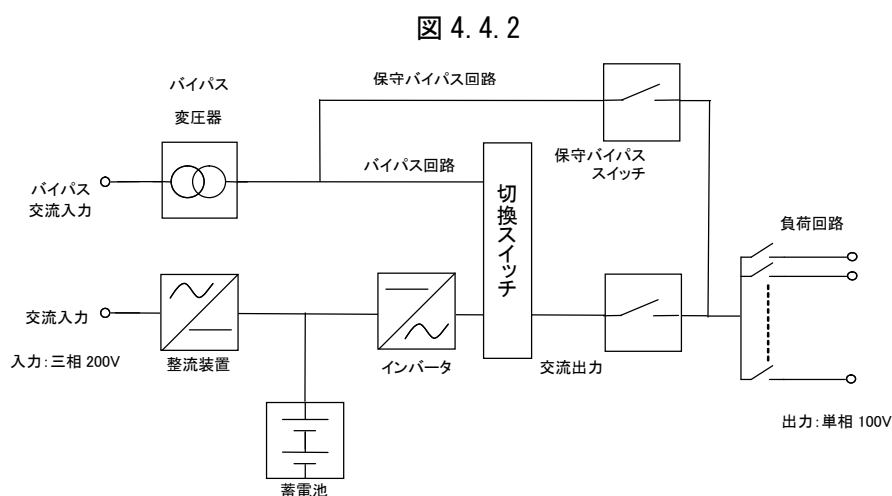 図 4.4.2
バイパス
変圧器
保守バイパス回路
バイパス回路
保守バイパス
スイッチ
バイパス
交流入力
切換スイッチ
負荷回路
交流入力
入力:三相 200V
整流装置
インバータ
交流出力
出力:単相 100V
蓄電池